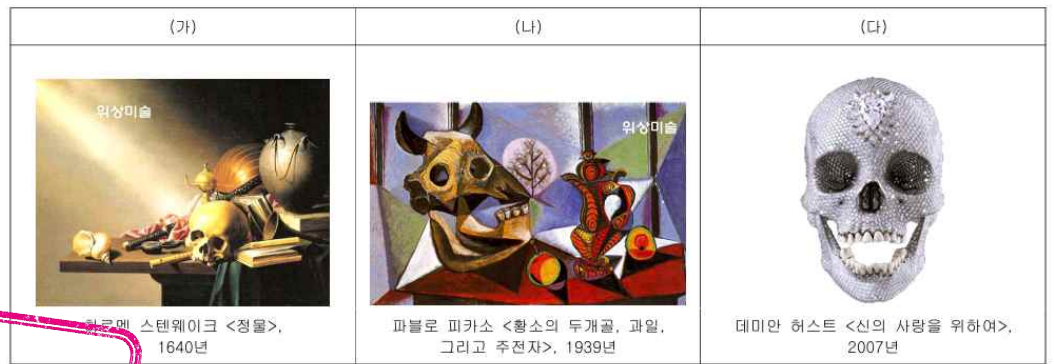 (가)
(나)
(다)
위상미술
위상미술
스텐웨이크 <정물>,
1640년
파블로 피카소 <황소의 두개골, 과일,
그리고 주전자>, 1939년
데미안 허스트 <신의 사랑을 위하여>,
2007년